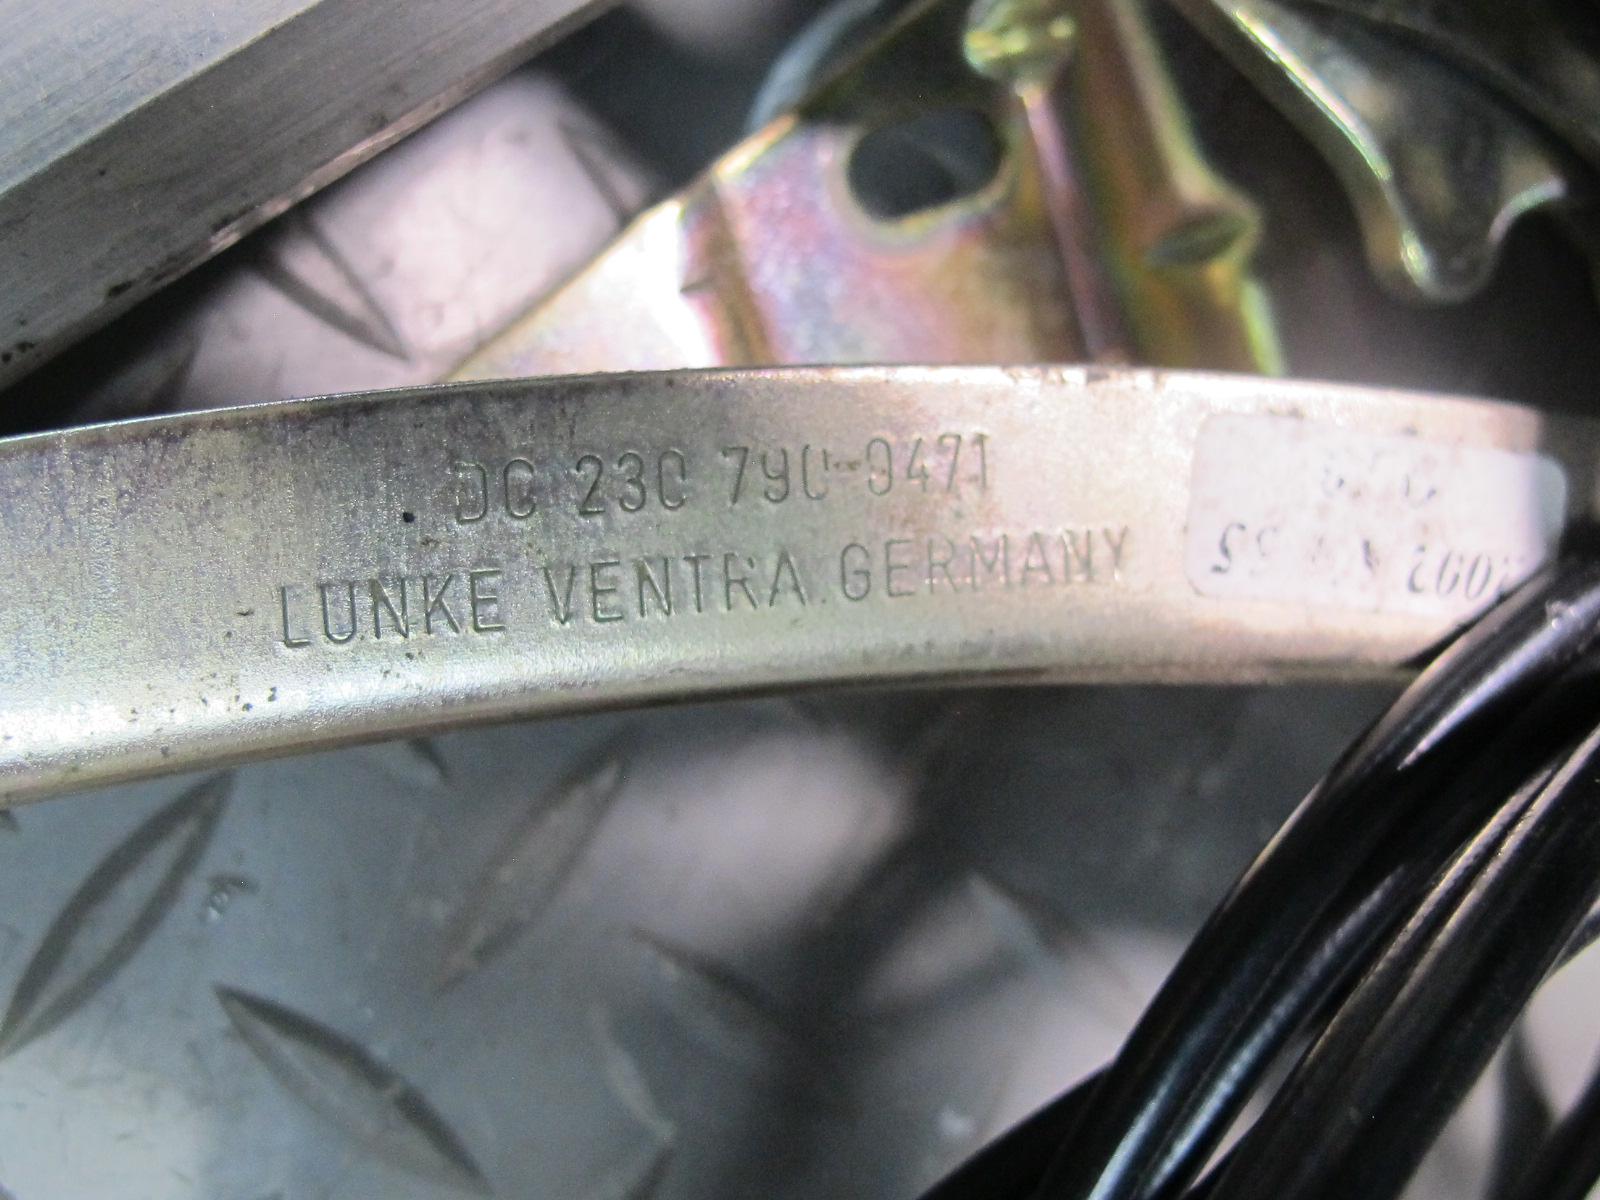 DC 230 790-0471
LUNKE VENTRA GERMANY